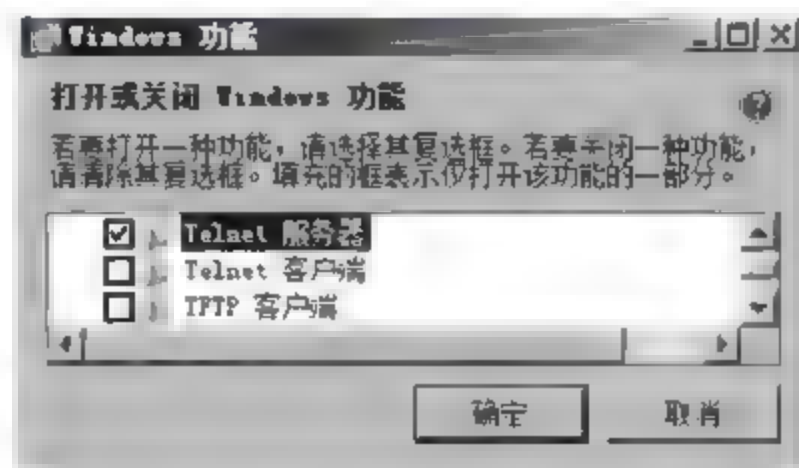 Windows 功能
打开或关闭 Windows 功能
若要打开一种功能，请选择其复选框。若要关闭一种功能，
请清除其复选框。填充的框表示仅打开该功能的一部分。
Telnet 服务器
Telnet 客户端
TFTP 客户端
确定
取消